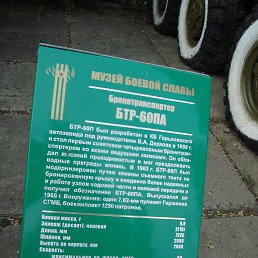 МУЗЕЙ БОЕВОЙ СЛАВЫ
Бронетранспортер
БТР-60ПА
БТР-60П был разработан в КБ Горьковского
автозавода под руководством В.А. Дедкова в 1959 г.
и стал первым советским четырехосным бронетран-
спортером со всеми ведущими колесами. Он обла-
дал высокой проходимостью и мог преодолевать
водные преграды вплавь. В 1963 г. БТР-60П был
модернизирован путем замены съемного тента на
бронированную крышу и введения более надежных
в работе узлов ходовой части и силовой передачи и
получил обозначение БТР-60ПА. Выпускался до
1966 г. Вооружение: один 7,62-мм пулемет Горюнова
СГМБ, боекомплект 1250 патронов.
Боевая масса, т
Экипаж (десант), человек
Длина, мм
Ширина, мм
Высота по корпусу, мм
Скорость: